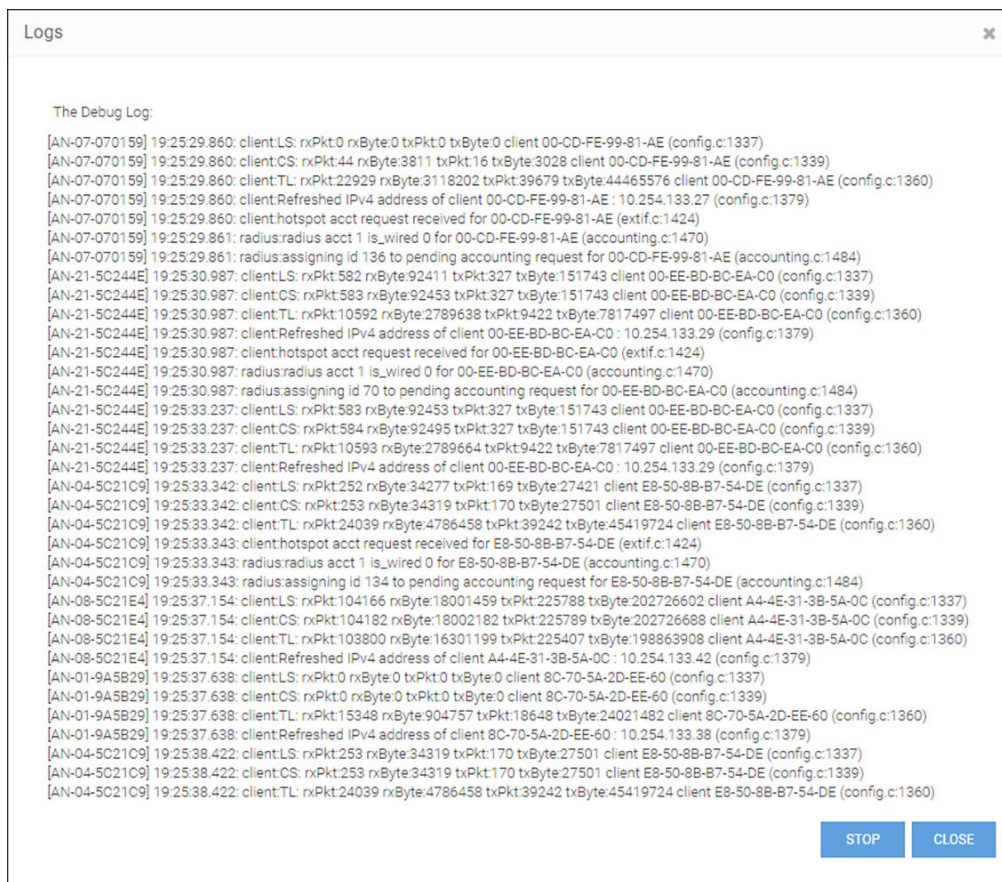 Logs
The Debug Log:
[AN-07-070159] 19:25:29.860: client:LS: rxPkt:0 rxByte:0 txPkt:0 txByte:0 client 00-CD-FE-99-81-AE (config.c:1337)
[AN-07-070159] 19:25:29.860: client:CS: rxPkt:44 rxByte:3811 txPkt:16 txByte:3028 client 00-CD-FE-99-81-AE (config.c:1339)
[AN-07-070159] 19:25:29.860: client:TL: rxPkt:22929 rxByte:3118202 txPkt:39679 txByte:44465576 client 00-CD-FE-99-81-AE (config.c:1360)
[AN-07-070159] 19:25:29.860: client:Refreshed IPv4 address of client 00-CD-FE-99-81-AE : 10.254.133.27 (config.c:1379)
[AN-07-070159] 19:25:29.860: client:hotspot acct request received for 00-CD-FE-99-81-AE (extif.c:1424)
[AN-07-070159] 19:25:29.861: radius:radius acct 1 is_wired 0 for 00-CD-FE-99-81-AE (accounting.c:1470)
[AN-07-070159] 19:25:29.861: radius:assigning id 136 to pending accounting request for 00-CD-FE-99-81-AE (accounting.c:1484)
[AN-21-5C244E] 19:25:30.987: client:LS: rxPkt:582 rxByte:92411 txPkt:327 txByte:151743 client 00-EE-BD-BC-EA-C0 (config.c:1337)
[AN-21-5C244E] 19:25:30.987: client:CS: rxPkt:583 rxByte:92453 txPkt:327 txByte:151743 client 00-EE-BD-BC-EA-C0 (config.c:1339)
[AN-21-5C244E] 19:25:30.987: client:TL: rxPkt:10592 rxByte:2789638 txPkt:9422 txByte:7817497 client 00-EE-BD-BC-EA-C0 (config.c:1360)
[AN-21-5C244E] 19:25:30.987: client:Refreshed IPv4 address of client 00-EE-BD-BC-EA-C0 : 10.254.133.29 (config.c:1379)
[AN-21-5C244E] 19:25:30.987: client:hotspot acct request received for 00-EE-BD-BC-EA-C0 (extif.c:1424)
[AN-21-5C244E] 19:25:30.987: radius:radius acct 1 is_wired 0 for 00-EE-BD-BC-EA-C0 (accounting.c:1470)
[AN-21-5C244E] 19:25:30.987: radius:assigning id 70 to pending accounting request for 00-EE-BD-BC-EA-C0 (accounting.c:1484)
[AN-21-5C244E] 19:25:33.237: client:LS: rxPkt:583 rxByte:92453 txPkt:327 txByte:151743 client 00-EE-BD-BC-EA-C0 (config.c:1337)
[AN-21-5C244E] 19:25:33.237: client:CS: rxPkt:584 rxByte:92495 txPkt:327 txByte:151743 client 00-EE-BD-BC-EA-C0 (config.c:1339)
[AN-21-5C244E] 19:25:33.237: client:TL: rxPkt:10593 rxByte:2789664 txPkt:9422 txByte:7817497 client 00-EE-BD-BC-EA-C0 (config.c:1360)
[AN-21-5C244E] 19:25:33.237: client:Refreshed IPv4 address of client 00-EE-BD-BC-EA-C0 : 10.254.133.29 (config.c:1379)
[AN-04-5C21C9] 19:25:33.342: client:LS: rxPkt:252 rxByte:34277 txPkt:169 txByte:27421 client E8-50-8B-B7-54-DE (config.c:1337)
[AN-04-5C21C9] 19:25:33.342: client:CS: rxPkt:253 rxByte:34319 txPkt:170 txByte:27501 client E8-50-8B-B7-54-DE (config.c:1339)
[AN-04-5C21C9] 19:25:33.342: client:TL: rxPkt:24039 rxByte:4786458 txPkt:39242 txByte:45419724 client E8-50-8B-B7-54-DE (config.c:1360)
[AN-04-5C21C9] 19:25:33.343: client:hotspot acct request received for E8-50-8B-B7-54-DE (extif.c:1424)
[AN-04-5C21C9] 19:25:33.343: radius:radius acct 1 is_wired 0 for E8-50-8B-B7-54-DE (accounting.c:1470)
[AN-04-5C21C9] 19:25:33.343: radius:assigning id 134 to pending accounting request for E8-50-8B-B7-54-DE (accounting.c:1484)
[AN-08-5C21E4] 19:25:37.154: client:LS: rxPkt:104166 rxByte:18001459 txPkt:225788 txByte:202726602 client A4-4E-31-3B-5A-0C (config.c:1337)
[AN-08-5C21E4] 19:25:37.154: client:CS: rxPkt:104182 rxByte:18002182 txPkt:225789 txByte:202726688 client A4-4E-31-3B-5A-0C (config.c:1339)
[AN-08-5C21E4] 19:25:37.154: client:TL: rxPkt:103800 rxByte:16301199 txPkt:225407 txByte:198863908 client A4-4E-31-3B-5A-0C (config.c:1360)
[AN-08-5C21E4] 19:25:37.154: client:Refreshed IPv4 address of client A4-4E-31-3B-5A-0C : 10.254.133.42 (config.c:1379)
[AN-01-9A5B29] 19:25:37.638: client:LS: rxPkt:0 rxByte:0 txPkt:0 txByte:0 client 8C-70-5A-2D-EE-60 (config.c:1337)
[AN-01-9A5B29] 19:25:37.638: client:CS: rxPkt:0 rxByte:0 txPkt:0 txByte:0 client 8C-70-5A-2D-EE-60 (config.c:1339)
[AN-01-9A5B29] 19:25:37.638: client:TL: rxPkt:15348 rxByte:904757 txPkt:18648 txByte:24021482 client 8C-70-5A-2D-EE-60 (config.c:1360)
[AN-01-9A5B29] 19:25:37.638: client:Refreshed IPv4 address of client 8C-70-5A-2D-EE-60 : 10.254.133.38 (config.c:1379)
[AN-04-5C21C9] 19:25:38.422: client:LS: rxPkt:253 rxByte:34319 txPkt:170 txByte:27501 client E8-50-8B-B7-54-DE (config.c:1337)
[AN-04-5C21C9] 19:25:38.422: client:CS: rxPkt:253 rxByte:34319 txPkt:170 txByte:27501 client E8-50-8B-B7-54-DE (config.c:1339)
[AN-04-5C21C9] 19:25:38.422: client:TL: rxPkt:24039 rxByte:4786458 txPkt:39242 txByte:45419724 client E8-50-8B-B7-54-DE (config.c:1360)
STOP CLOSE